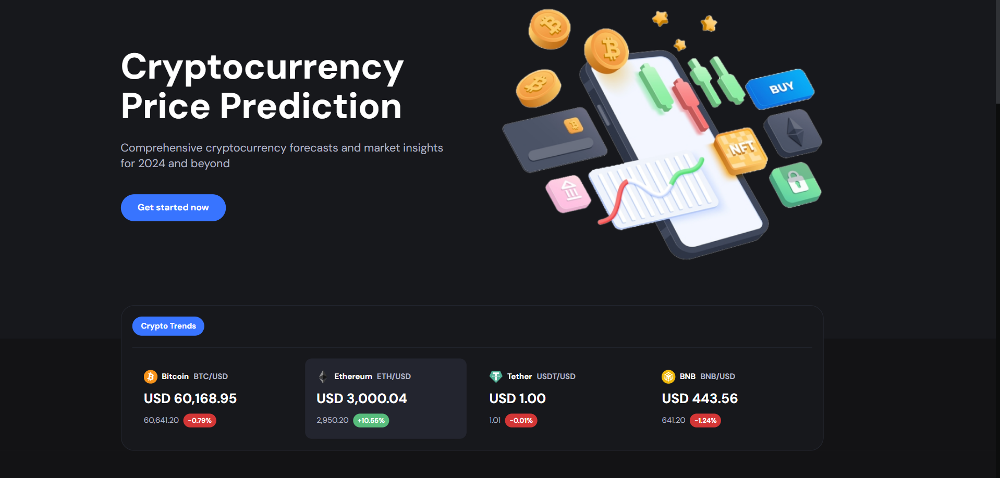 Cryptocurrency
Price Prediction
Comprehensive cryptocurrency forecasts and market insights
for 2024 and beyond
Get started now
BUY
NFT
Crypto Trends
Bitcoin BTC/USD
USD 60,168.95
60,641.20 -0.79%
Ethereum ETH/USD
USD 3,000.04
2,950.20 +10.55%
Tether USDT/USD
USD 1.00
1.01 -0.01%
BNB BNB/USD
USD 443.56
641.20 -1.24%